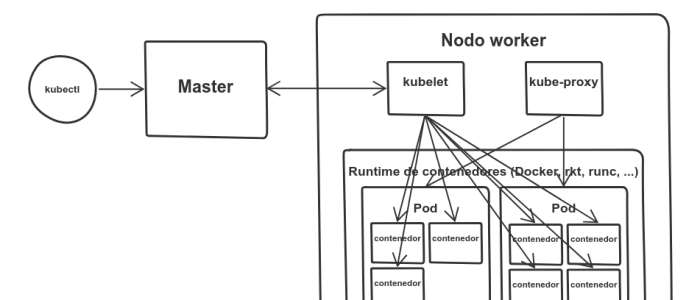 Nodo worker
kubectl
Master
kubelet
kube-proxy
Runtime de contenedores (Docker, rkt, runc, ...)
Pod
Pod
contenedor
contenedor
contenedor
contenedor
contenedor
contenedor
contenedor